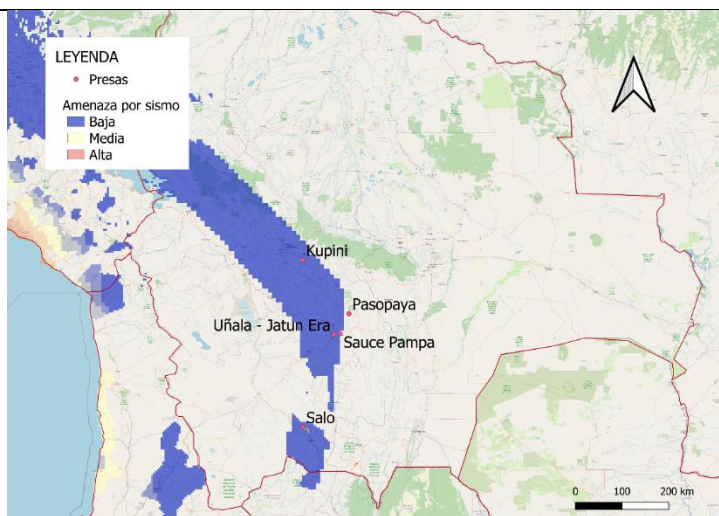 LEYENDA
Presas
Amenaza por sismo
Baja
Media
Alta
Kupini
Pasopaya
Uñala - Jatun Era
Sauce Pampa
Salo
0 100 200 km